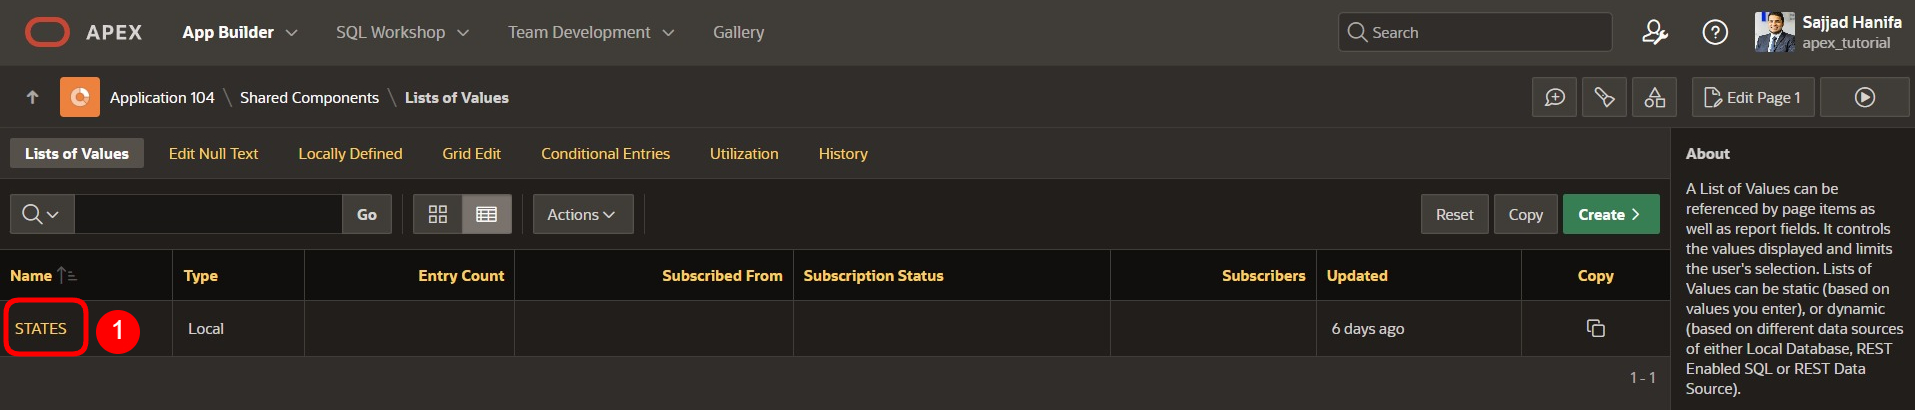 APEX App Builder SQL Workshop Team Development Gallery Search Sajjad Hanifa
apex_tutorial
Application 104 \ Shared Components \ Lists of Values Edit Page 1
Lists of Values Edit Null Text Locally Defined Grid Edit Conditional Entries Utilization History
Go Actions Reset Copy Create
Name Type Entry Count Subscribed From Subscription Status Subscribers Updated Copy
STATES 1 Local 6 days ago
1 - 1
About
A List of Values can be
referenced by page items as
well as report fields. It controls
the values displayed and limits
the user's selection. Lists of
Values can be static (based on
values you enter), or dynamic
(based on different data sources
of either Local Database, REST
Enabled SQL or REST Data
Source).